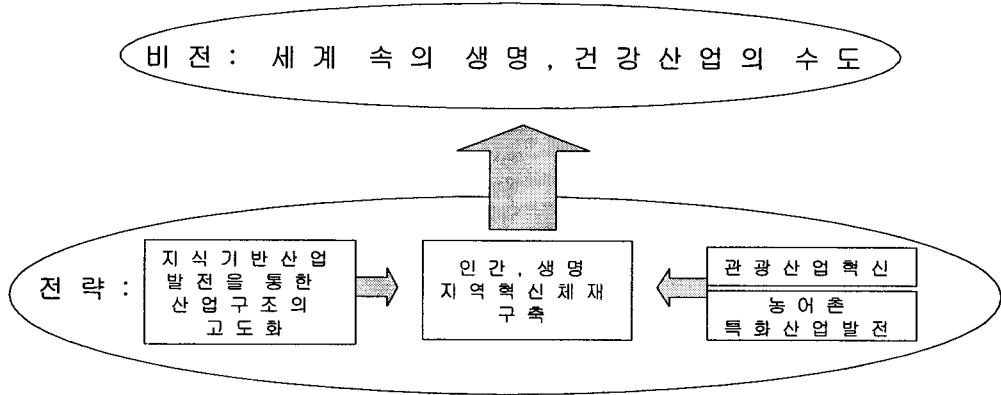 비전: 세계 속의 생명, 건강산업의 수도
전략:
지식기반산업
발전을 통한
산업구조의
고도화
인간, 생명
지역혁신체재
구축
관광산업혁신
농어촌
특화산업발전